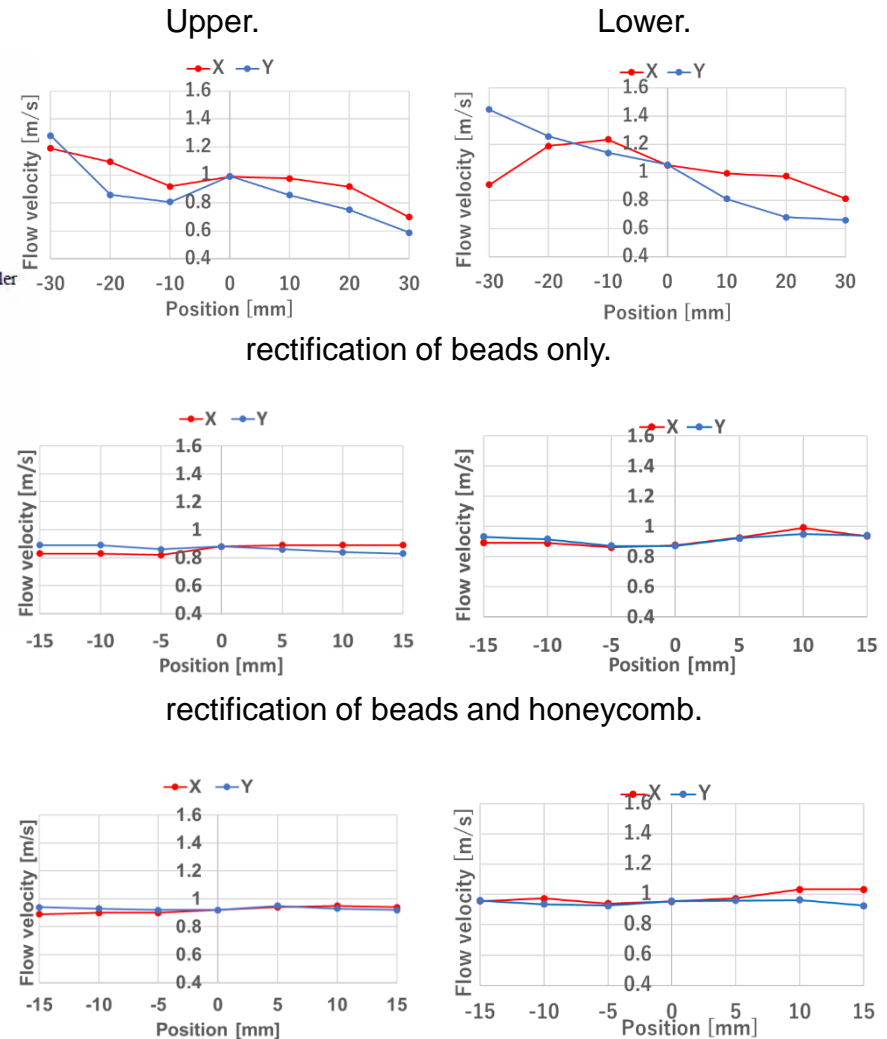 Upper.
Lower.
X Y
1.6
1.4
1.2
1
0.8
0.6
0.4
Flow velocity [m/s]
-30 -20 -10 0 10 20 30
Position [mm]
X Y
1.6
1.4
1.2
1
0.8
0.6
0.4
Flow velocity [m/s]
-30 -20 -10 0 10 20 30
Position [mm]
rectification of beads only.
X Y
1.6
1.4
1.2
1
0.8
0.6
0.4
Flow velocity [m/s]
-15 -10 -5 0 5 10 15
Position [mm]
X Y
1.6
1.4
1.2
1
0.8
0.6
0.4
Flow velocity [m/s]
-15 -10 -5 0 5 10 15
Position [mm]
rectification of beads and honeycomb.
X Y
1.6
1.4
1.2
1
0.8
0.6
0.4
Flow velocity [m/s]
-15 -10 -5 0 5 10 15
Position [mm]
X Y
1.6
1.4
1.2
1
0.8
0.6
0.4
Flow velocity [m/s]
-15 -10 -5 0 5 10 15
Position [mm]